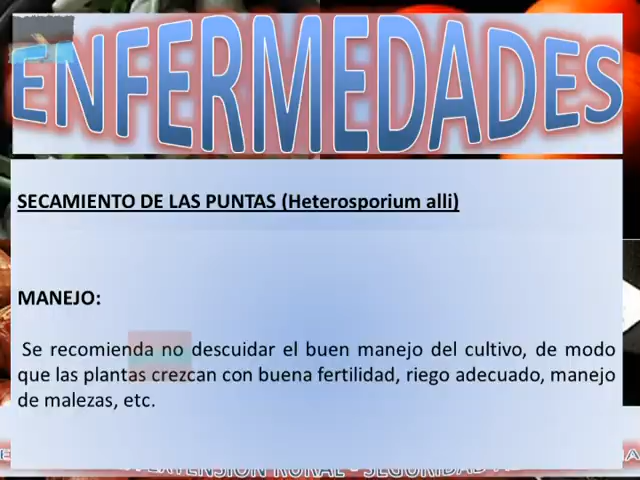 ENFERMEDADES
SECAMIENTO DE LAS PUNTAS (Heterosporium alli)
MANEJO:
Se recomienda no descuidar el buen manejo del cultivo, de modo
que las plantas crezcan con buena fertilidad, riego adecuado, manejo
de malezas, etc.
EXTENSIÓN RURAL - SEGURIDAD